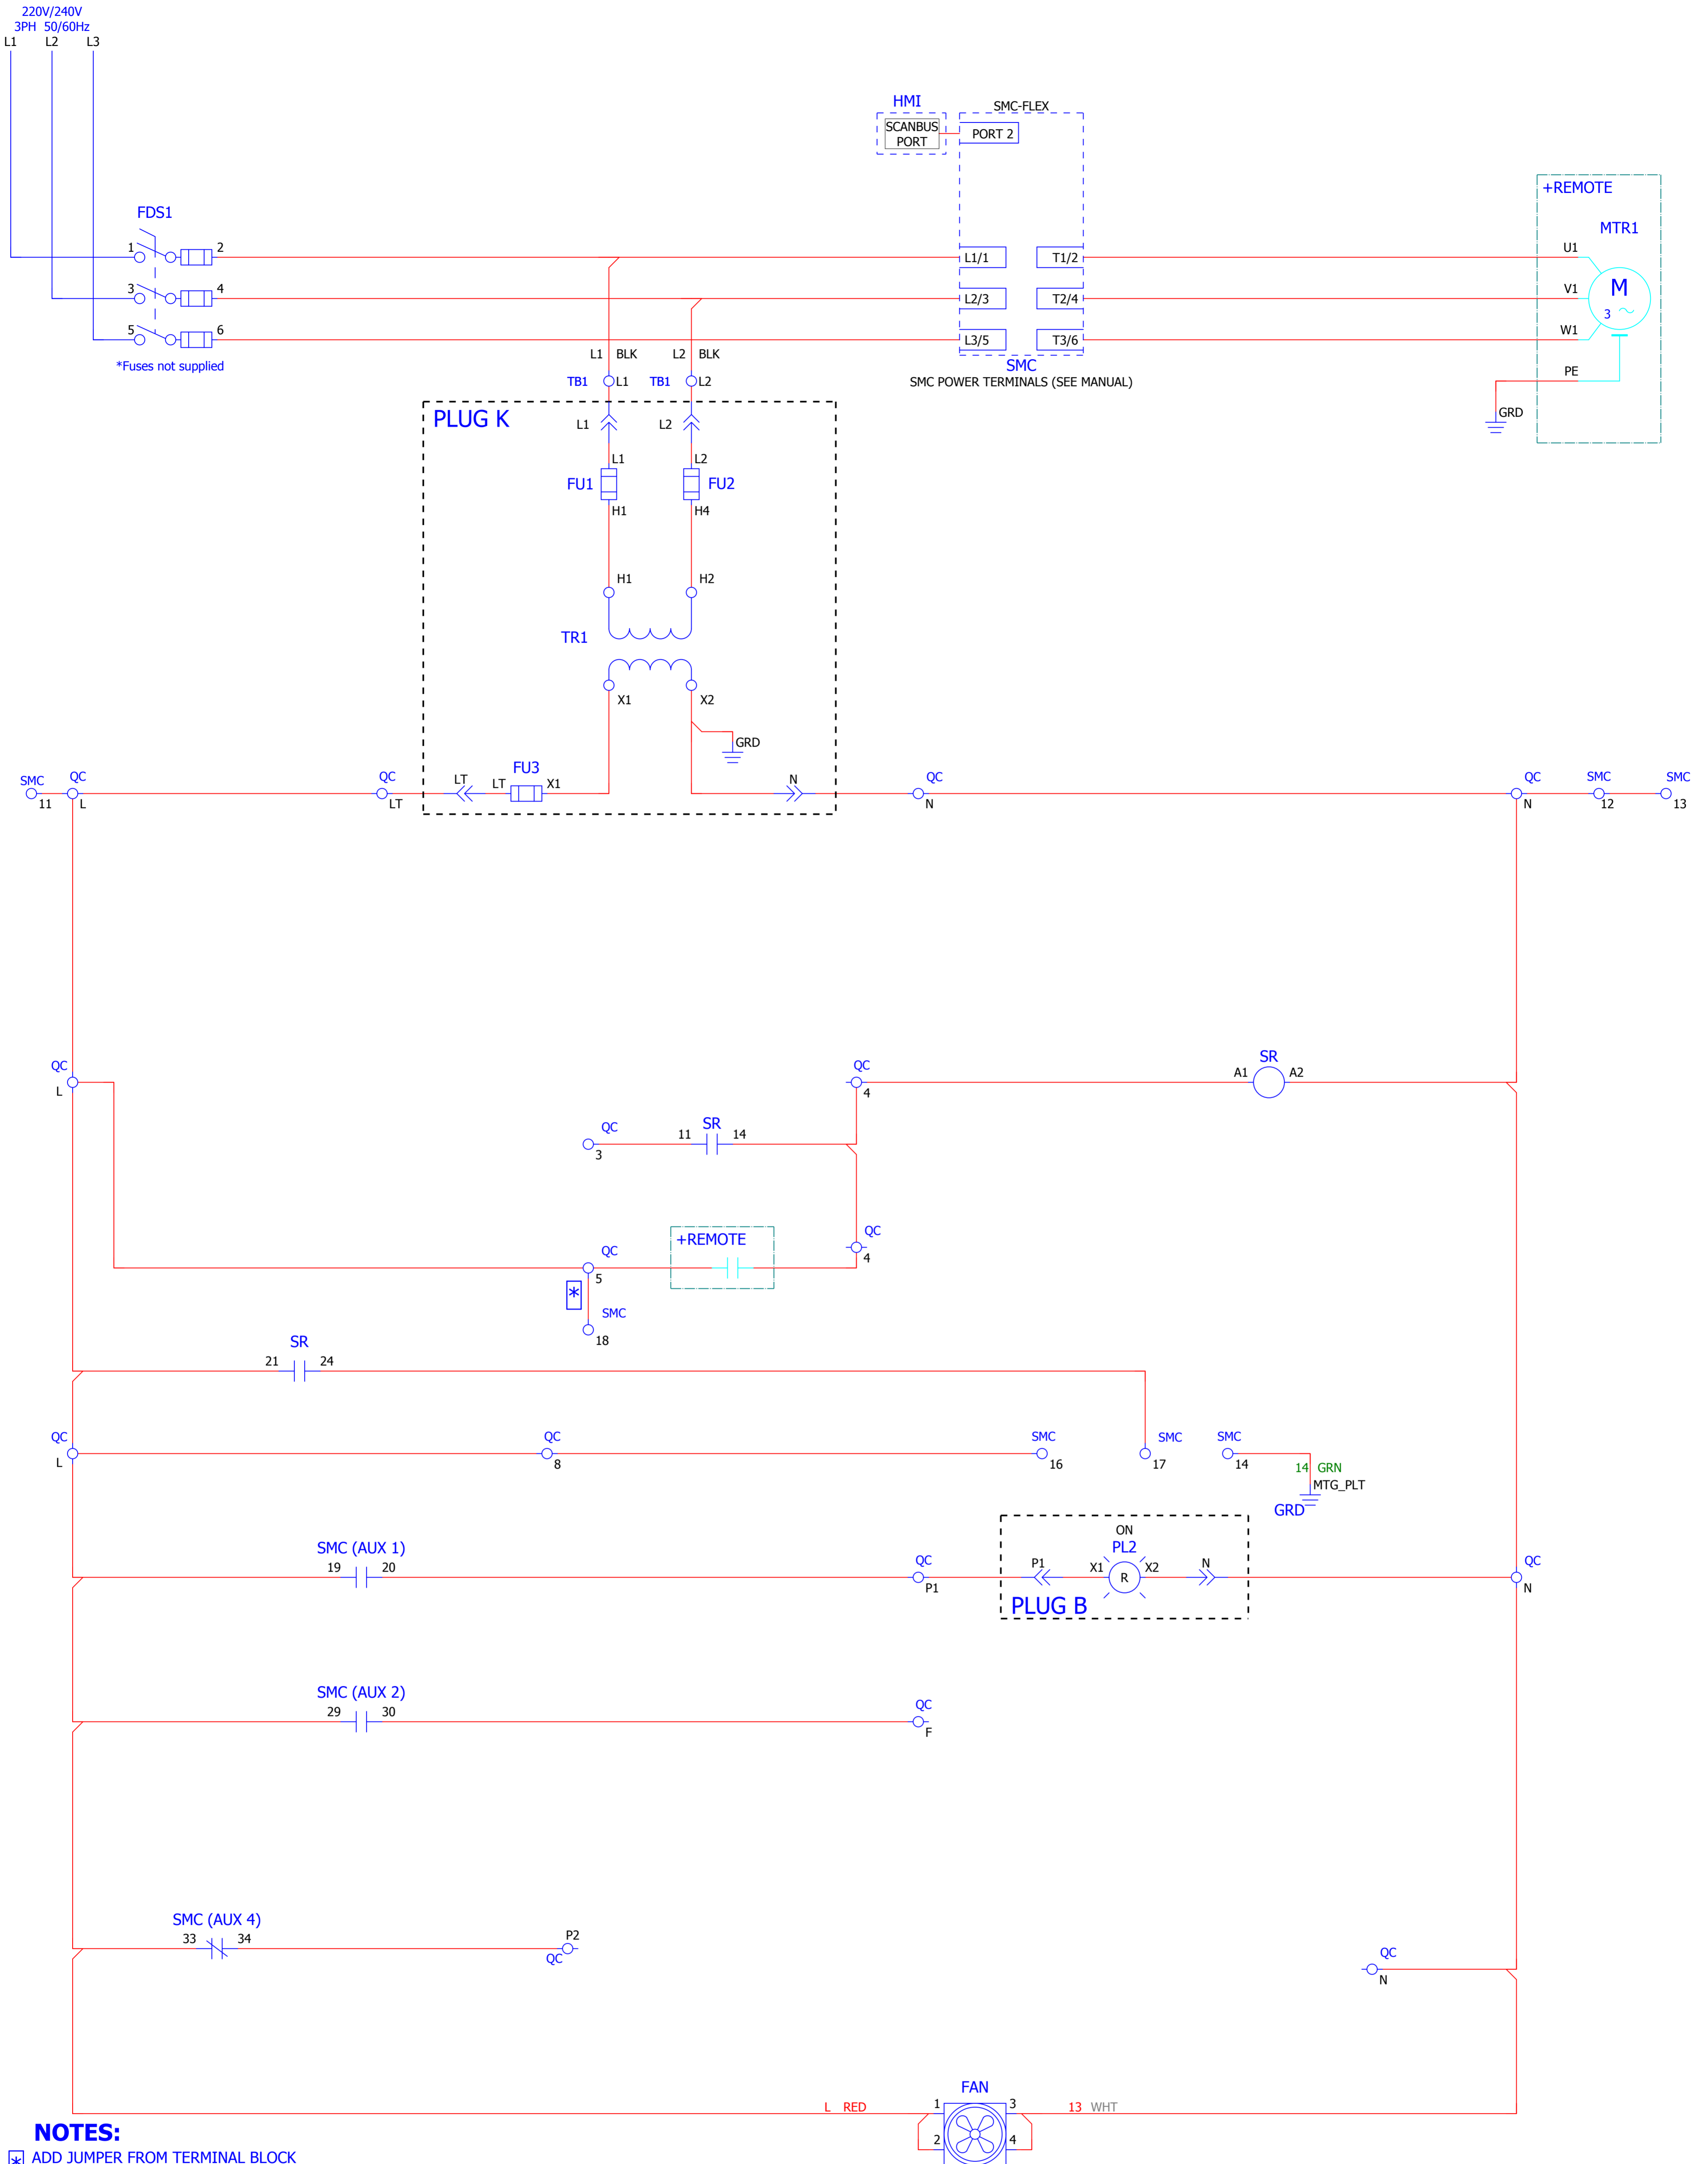 220V/240V
3PH 50/60Hz
L1 L2 L3
HMI
SMC-FLEX
SCANBUS
PORT
PORT 2
+REMOTE
MTR1
FDS1
1 2
L1/1 T1/2
U1
3 4
L2/3 T2/4
V1
M
3
5 6
L3/5 T3/6
W1
*Fuses not supplied
L1 BLK L2 BLK
SMC
SMC POWER TERMINALS (SEE MANUAL)
PE
GRD
TB1 L1 TB1 L2
PLUG K
L1 L2
L1 L2
FU1 FU2
H1 H4
H1 H2
TR1
X1 X2
GRD
SMC QC QC LT LT FU3 X1 N QC QC SMC SMC
11 L LT N N 12 13
QC QC SR
L 4 A1 A2
QC SR
3 11 14
QC
4
+REMOTE
QC
5
*
SMC
18
SR
21 24
QC QC SMC SMC SMC
L 8 16 17 14
14 GRN
MTG_PLT
GRD
SMC (AUX 1)
19 20
QC
P1
ON
PL2
P1 X1 R X2 N
PLUG B
QC
N
SMC (AUX 2)
29 30
QC
F
SMC (AUX 4)
33 34
P2
QC
QC
N
FAN
L RED 1 3 13 WHT
2 4
NOTES:
* ADD JUMPER FROM TERMINAL BLOCK